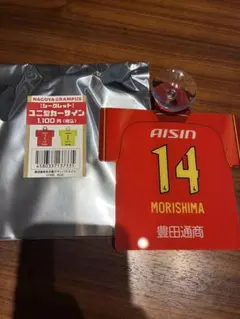 NAGOYA GRAMPUS
【シークレット】
ユニ型カーサイン
1,100円(税込)
AISIN
14
MORISHIMA
豊田通商